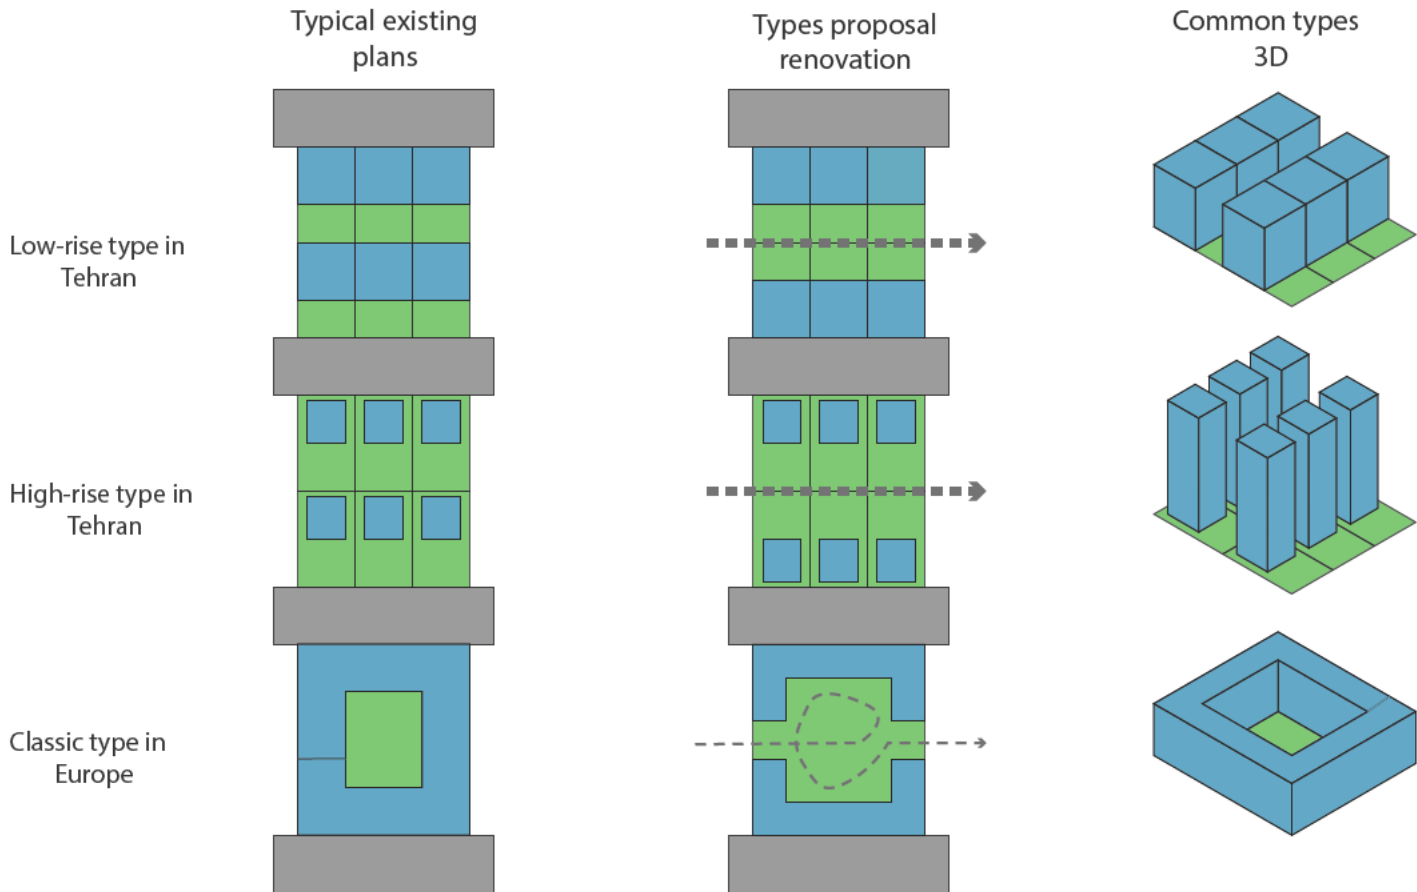 Typical existing
plans
Types proposal
renovation
Common types
3D
Low-rise type in
Tehran
High-rise type in
Tehran
Classic type in
Europe